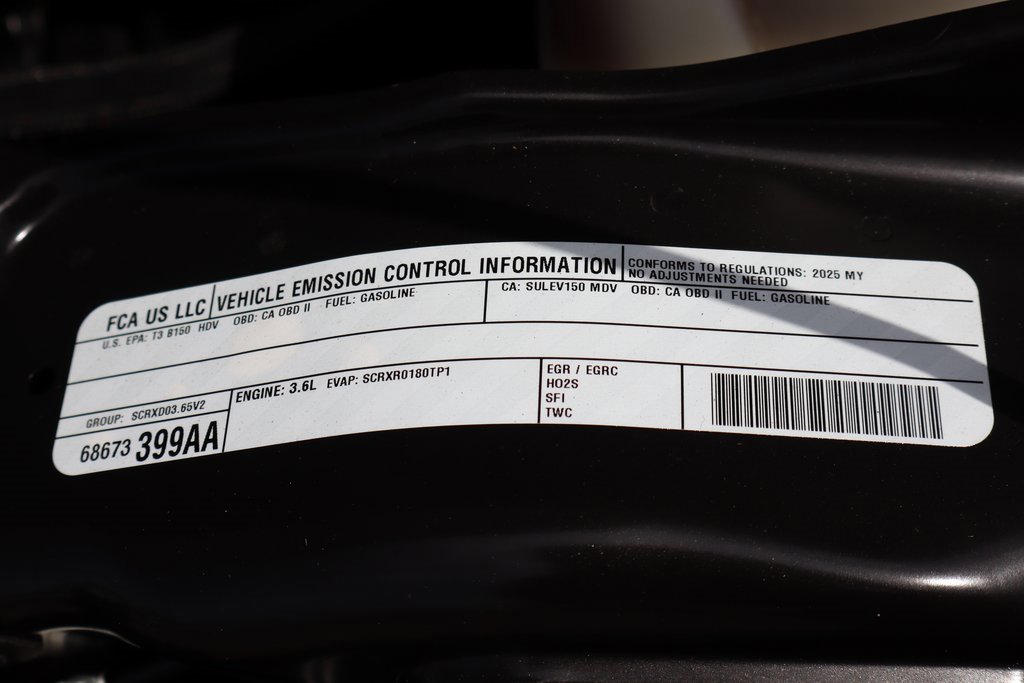 FCA US LLC VEHICLE EMISSION CONTROL INFORMATION
CONFORMS TO REGULATIONS: 2025 MY
NO ADJUSTMENTS NEEDED
U.S. EPA: T3 B150 HDV OBD: CA OBD II FUEL: GASOLINE
CA: SULEV150 MDV OBD: CA OBD II FUEL: GASOLINE
GROUP: SCRXD03.65V2
68673 399AA
ENGINE: 3.6L EVAP: SCRXR0180TP1
EGR / EGRC
HO2S
SFI
TWC